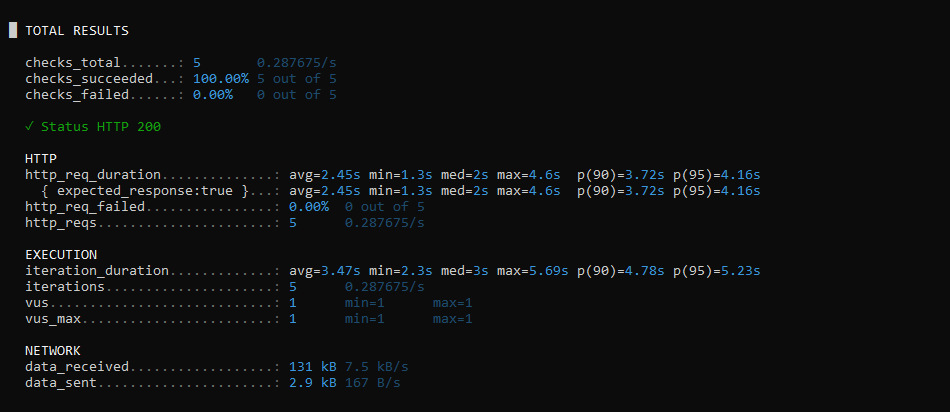 TOTAL RESULTS
checks_total.......: 5       0.287675/s
checks_succeeded...: 100.00% 5 out of 5
checks_failed......: 0.00%   0 out of 5
✓ Status HTTP 200
HTTP
http_req_duration..............: avg=2.45s min=1.3s med=2s max=4.6s  p(90)=3.72s p(95)=4.16s
  { expected_response:true }...: avg=2.45s min=1.3s med=2s max=4.6s  p(90)=3.72s p(95)=4.16s
http_req_failed................: 0.00%  0 out of 5
http_reqs......................: 5      0.287675/s
EXECUTION
iteration_duration.............: avg=3.47s min=2.3s med=3s max=5.69s p(90)=4.78s p(95)=5.23s
iterations.....................: 5      0.287675/s
vus............................: 1      min=1      max=1
vus_max........................: 1      min=1      max=1
NETWORK
data_received..................: 131 kB 7.5 kB/s
data_sent......................: 2.9 kB 167 B/s